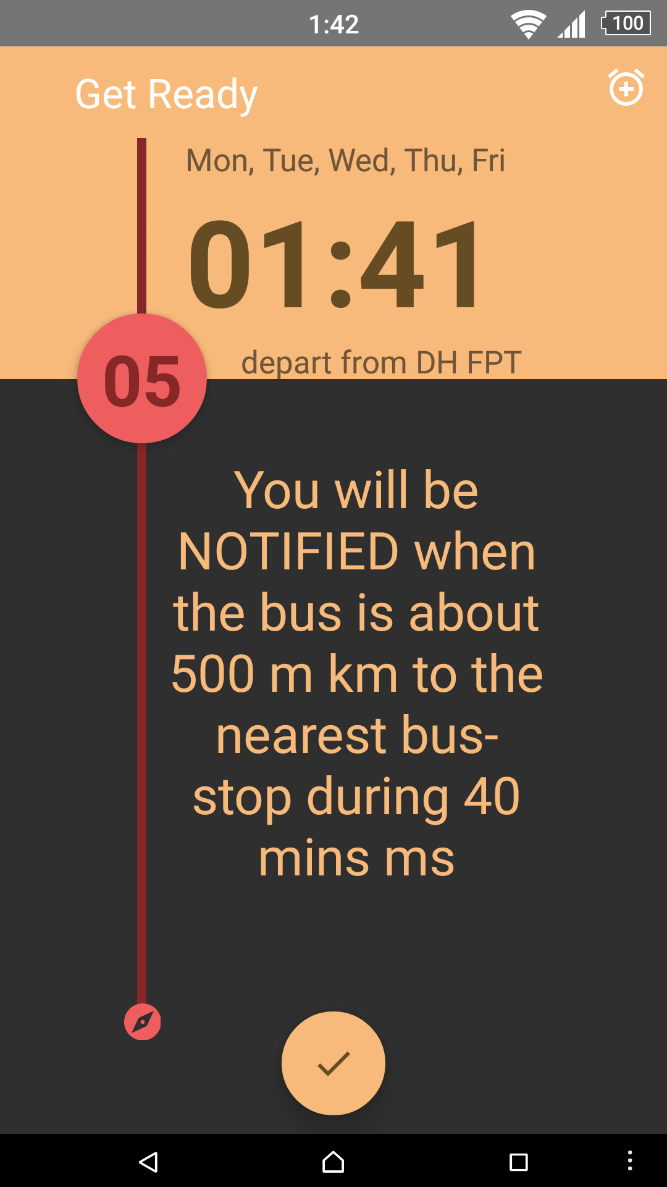 1:42
100
Get Ready
Mon, Tue, Wed, Thu, Fri
01:41
depart from DH FPT
05
You will be
NOTIFIED when
the bus is about
500 m km to the
nearest bus-
stop during 40
mins ms